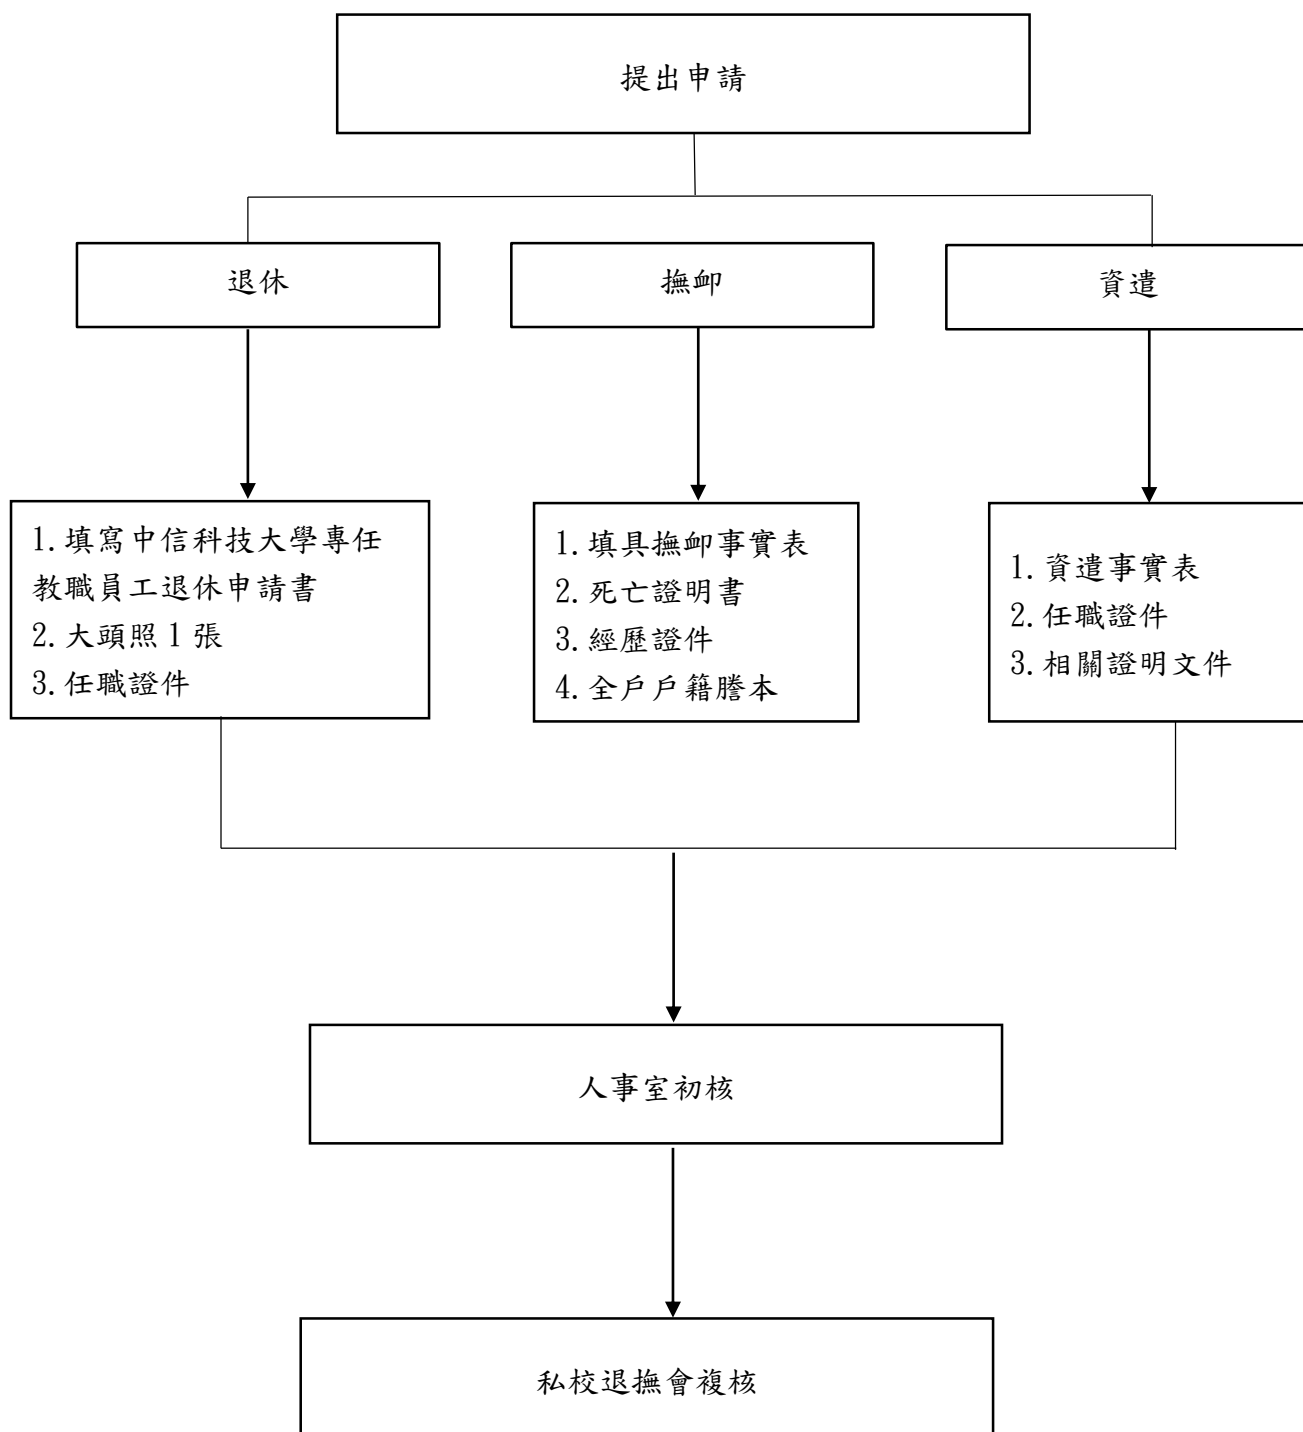 提出申請
退休
撫卹
資遣
1.填寫中信科技大學專任
教職員工退休申請書
2.大頭照1張
3.任職證件
1.填具撫卹事實表
2.死亡證明書
3.經歷證件
4.全戶戶籍謄本
1.資遣事實表
2.任職證件
3.相關證明文件
人事室初核
私校退撫會複核